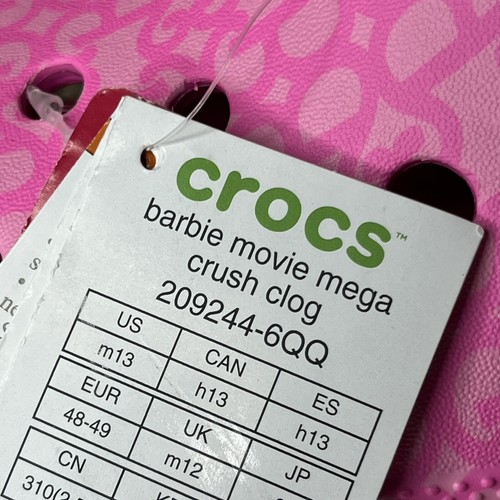 crocs™
barbie movie mega
crush clog
209244-6QQ
US CAN ES
m13 h13 h13
EUR UK JP
48-49 m12
CN